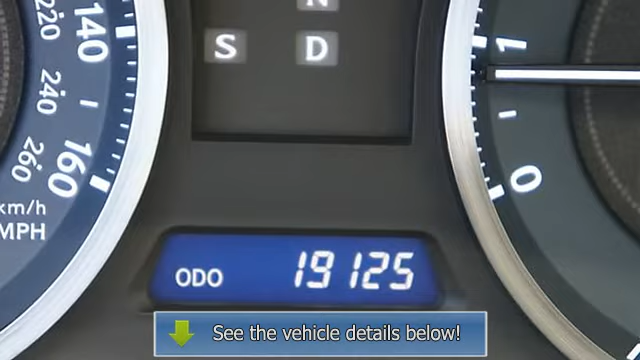 N
S D
220
140
240
260
160
km/h
MPH
1
0
ODO 19125
See the vehicle details below!